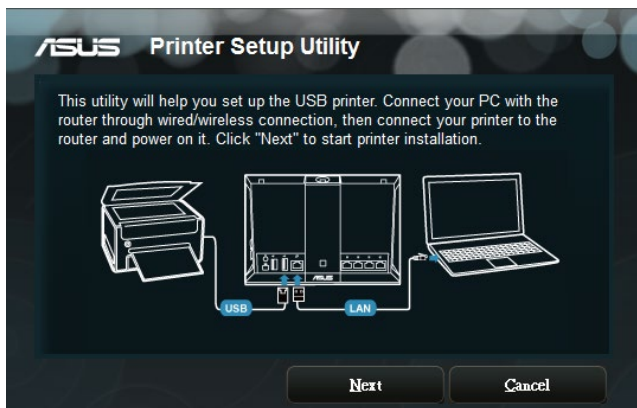 ASUS Printer Setup Utility
This utility will help you set up the USB printer. Connect your PC with the
router through wired/wireless connection, then connect your printer to the
router and power on it. Click "Next" to start printer installation.
ASUS
USB
LAN
Next
Cancel